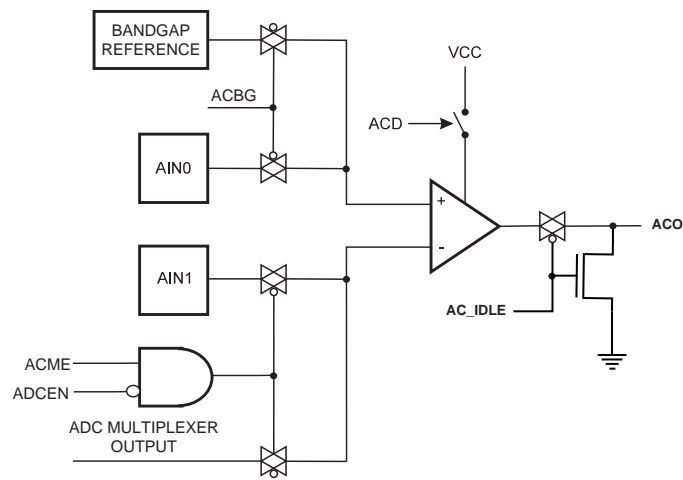 BANDGAP
REFERENCE
VCC
ACBG
ACD
AIN0
+
-
ACO
AIN1
AC_IDLE
ACME
ADCEN
ADC MULTIPLEXER
OUTPUT